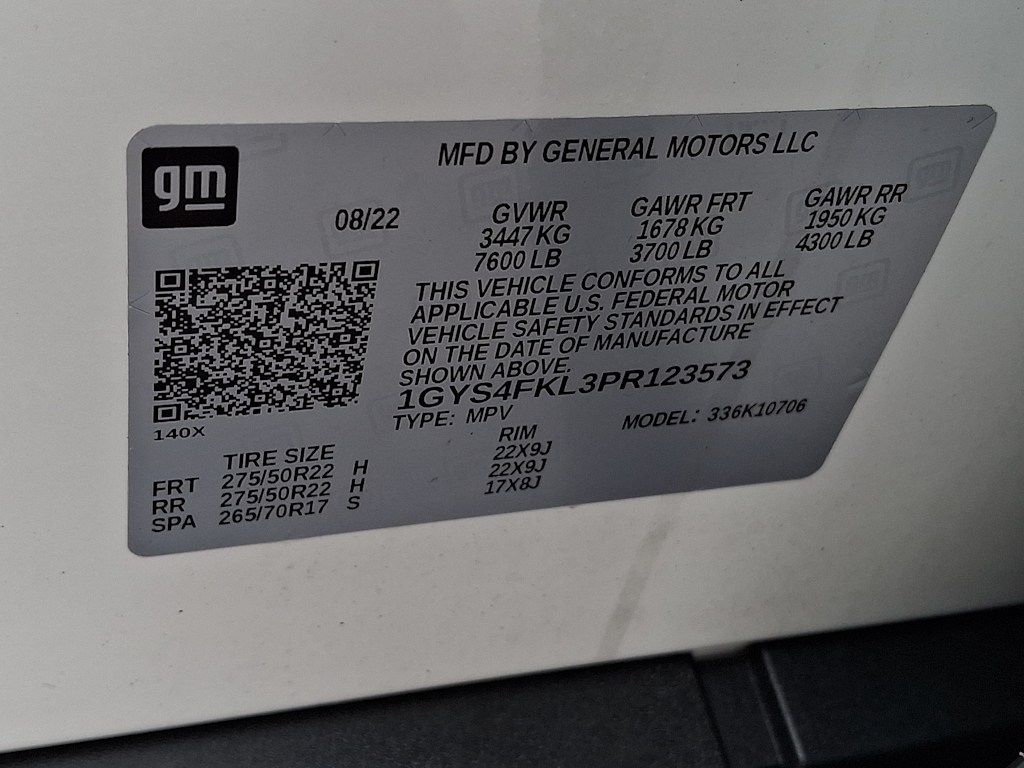 gm
MFD BY GENERAL MOTORS LLC
08/22
GVWR GAWR FRT GAWR RR
3447 KG 1678 KG 1950 KG
7600 LB 3700 LB 4300 LB
THIS VEHICLE CONFORMS TO ALL
APPLICABLE U.S. FEDERAL MOTOR
VEHICLE SAFETY STANDARDS IN EFFECT
ON THE DATE OF MANUFACTURE
SHOWN ABOVE.
1GYS4FKL3PR123573
TYPE: MPV MODEL: 336K10706
140X
TIRE SIZE RIM
FRT 275/50R22 H 22X9J
RR 275/50R22 H 22X9J
SPA 265/70R17 S 17X8J